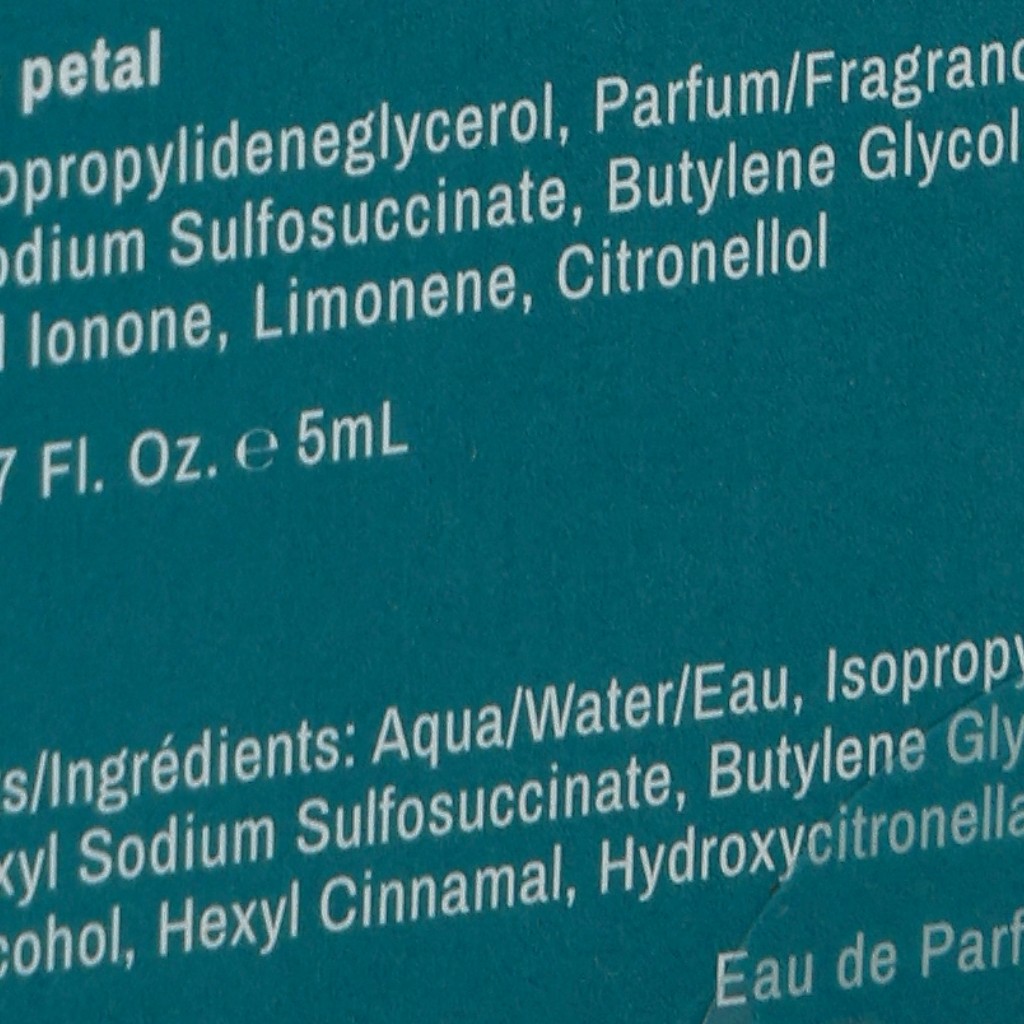 petal
opropylideneglycerol, Parfum/Fragranc
odium Sulfosuccinate, Butylene Glycol
l Ionone, Limonene, Citronellol
7 Fl. Oz. ℮ 5mL
s/Ingrédients: Aqua/Water/Eau, Isopropy
xyl Sodium Sulfosuccinate, Butylene Gly
cohol, Hexyl Cinnamal, Hydroxycitronella
Eau de Parf